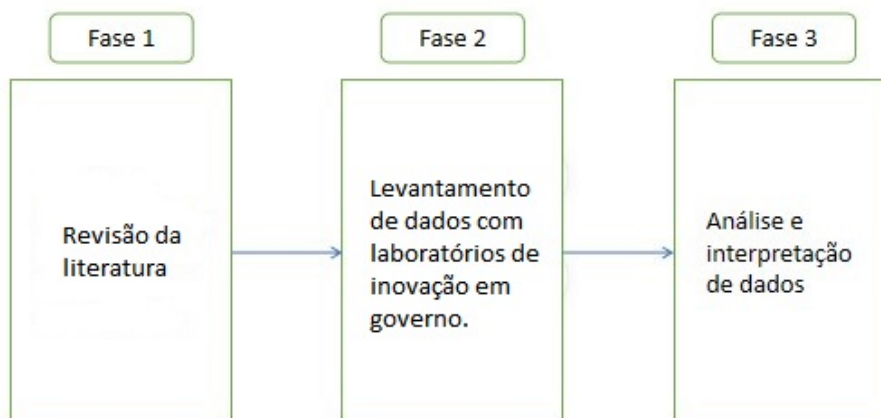 Fase 1
Fase 2
Fase 3
Revisão da
literatura
Levantamento
de dados com
laboratórios de
inovação em
governo.
Análise e
interpretação
de dados